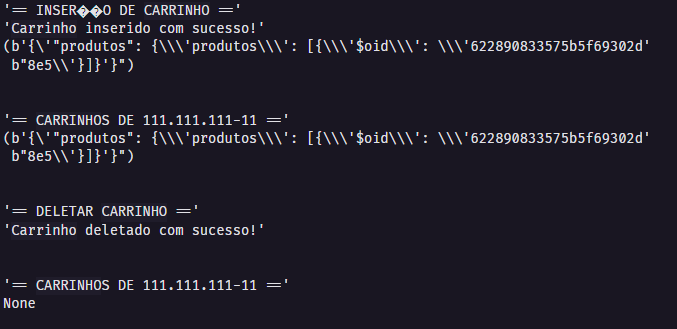 '== INSER��O DE CARRINHO =='
'Carrinho inserido com sucesso!'
(b'{\'"produtos": {\\\'produtos\\\': [{\\\'$oid\\\': \\\'622890833575b5f69302d'
 b"8e5\\'}]}'}")
'== CARRINHOS DE 111.111.111-11 =='
(b'{\'"produtos": {\\\'produtos\\\': [{\\\'$oid\\\': \\\'622890833575b5f69302d'
 b"8e5\\'}]}'}")
'== DELETAR CARRINHO =='
'Carrinho deletado com sucesso!'
'== CARRINHOS DE 111.111.111-11 =='
None